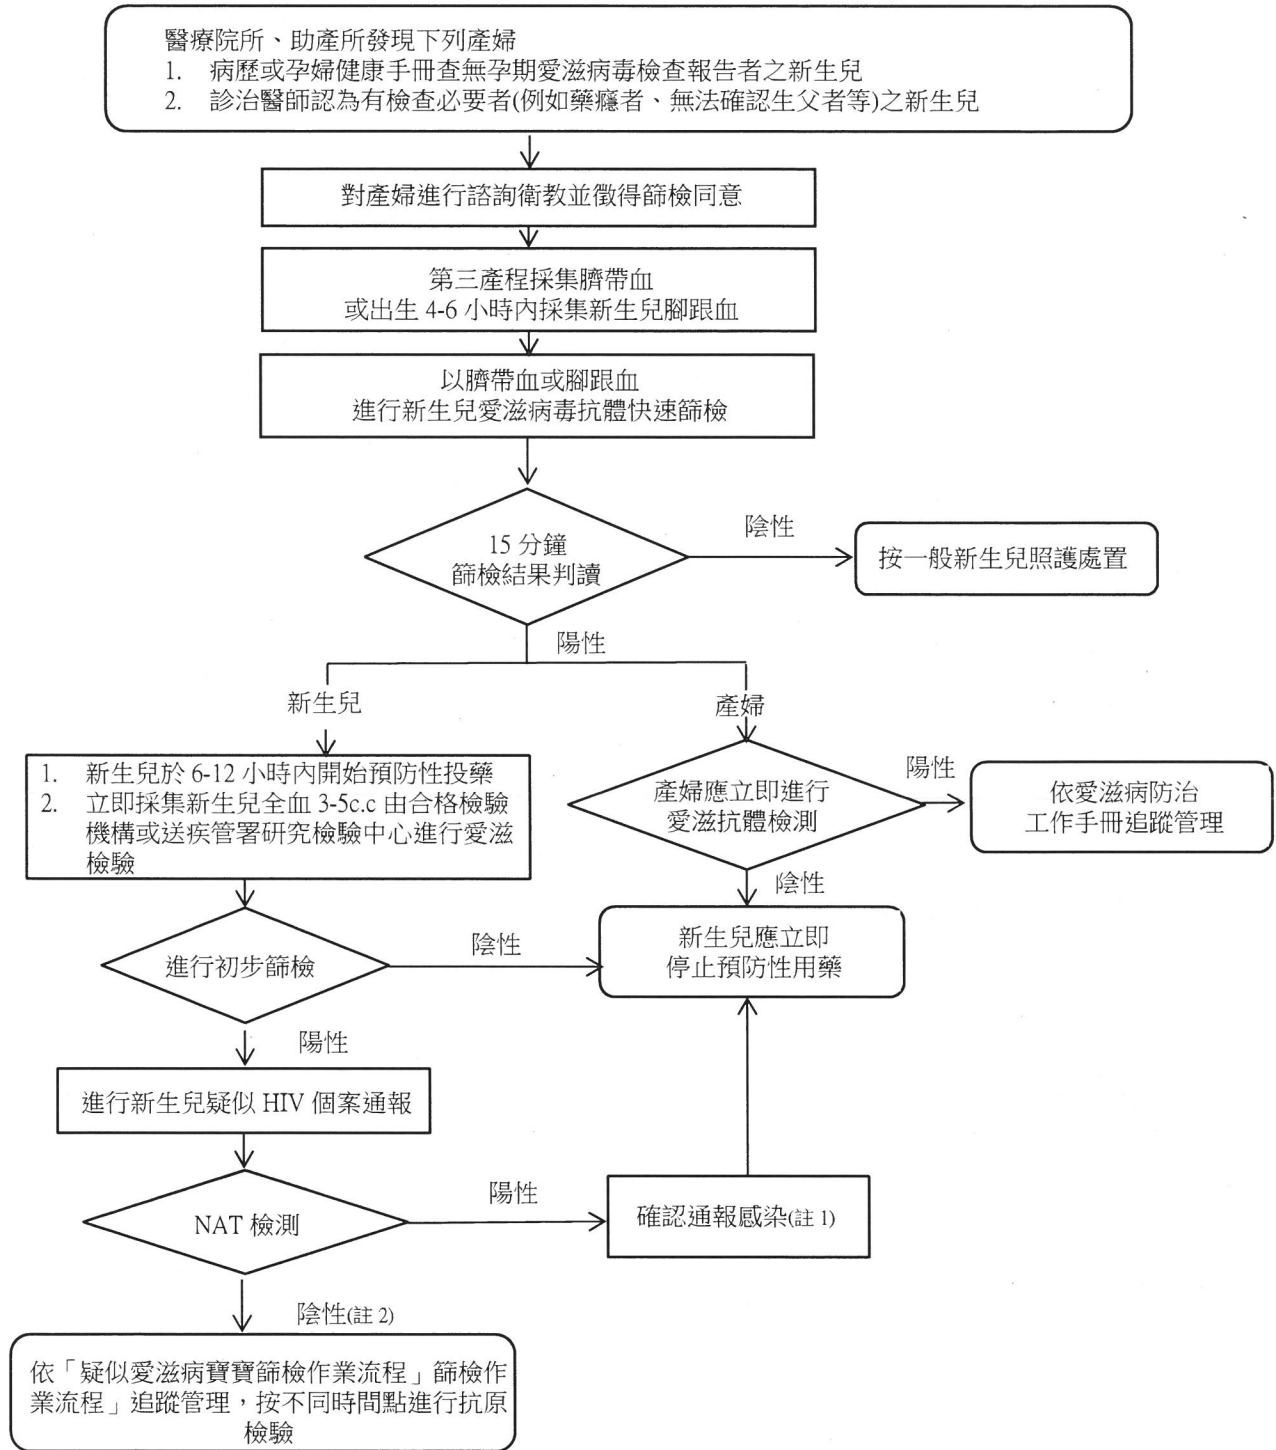 醫療院所、助產所發現下列產婦
1. 病歷或孕婦健康手冊查無孕期愛滋病毒檢查報告者之新生兒
2. 診治醫師認為有檢查必要者(例如藥癮者、無法確認生父者等)之新生兒
對產婦進行諮詢衛教並徵得篩檢同意
第三產程採集臍帶血
或出生 4-6 小時內採集新生兒腳跟血
以臍帶血或腳跟血
進行新生兒愛滋病毒抗體快速篩檢
15 分鐘
篩檢結果判讀
陰性
按一般新生兒照護處置
陽性
新生兒
產婦
1. 新生兒於 6-12 小時內開始預防性投藥
2. 立即採集新生兒全血 3-5c.c 由合格檢驗
機構或送疾管署研究檢驗中心進行愛滋
檢驗
產婦應立即進行
愛滋抗體檢測
陽性
依愛滋病防治
工作手冊追蹤管理
陰性
進行初步篩檢
陰性
新生兒應立即
停止預防性用藥
陽性
進行新生兒疑似 HIV 個案通報
NAT 檢測
陽性
確認通報感染(註 1)
陰性(註 2)
依「疑似愛滋病寶寶篩檢作業流程」篩檢作
業流程」追蹤管理，按不同時間點進行抗原
檢驗